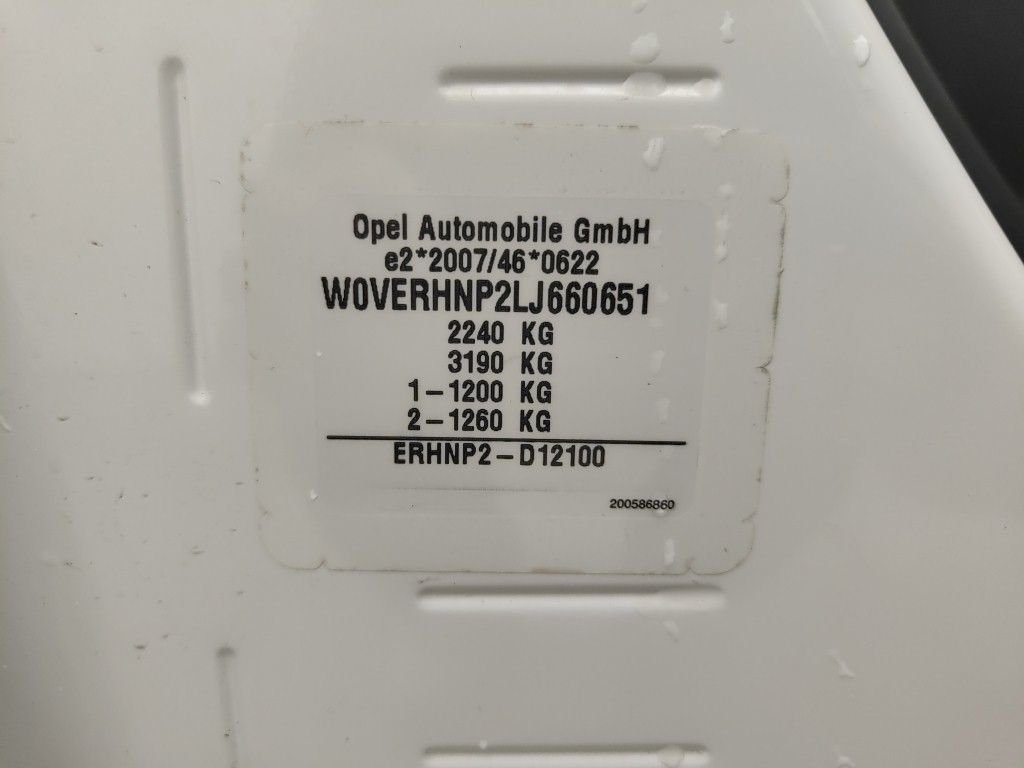 Opel Automobile GmbH
e2*2007/46*0622
W0VERHNP2LJ660651
2240 KG
3190 KG
1-1200 KG
2-1260 KG
ERHNP2-D12100
200586860